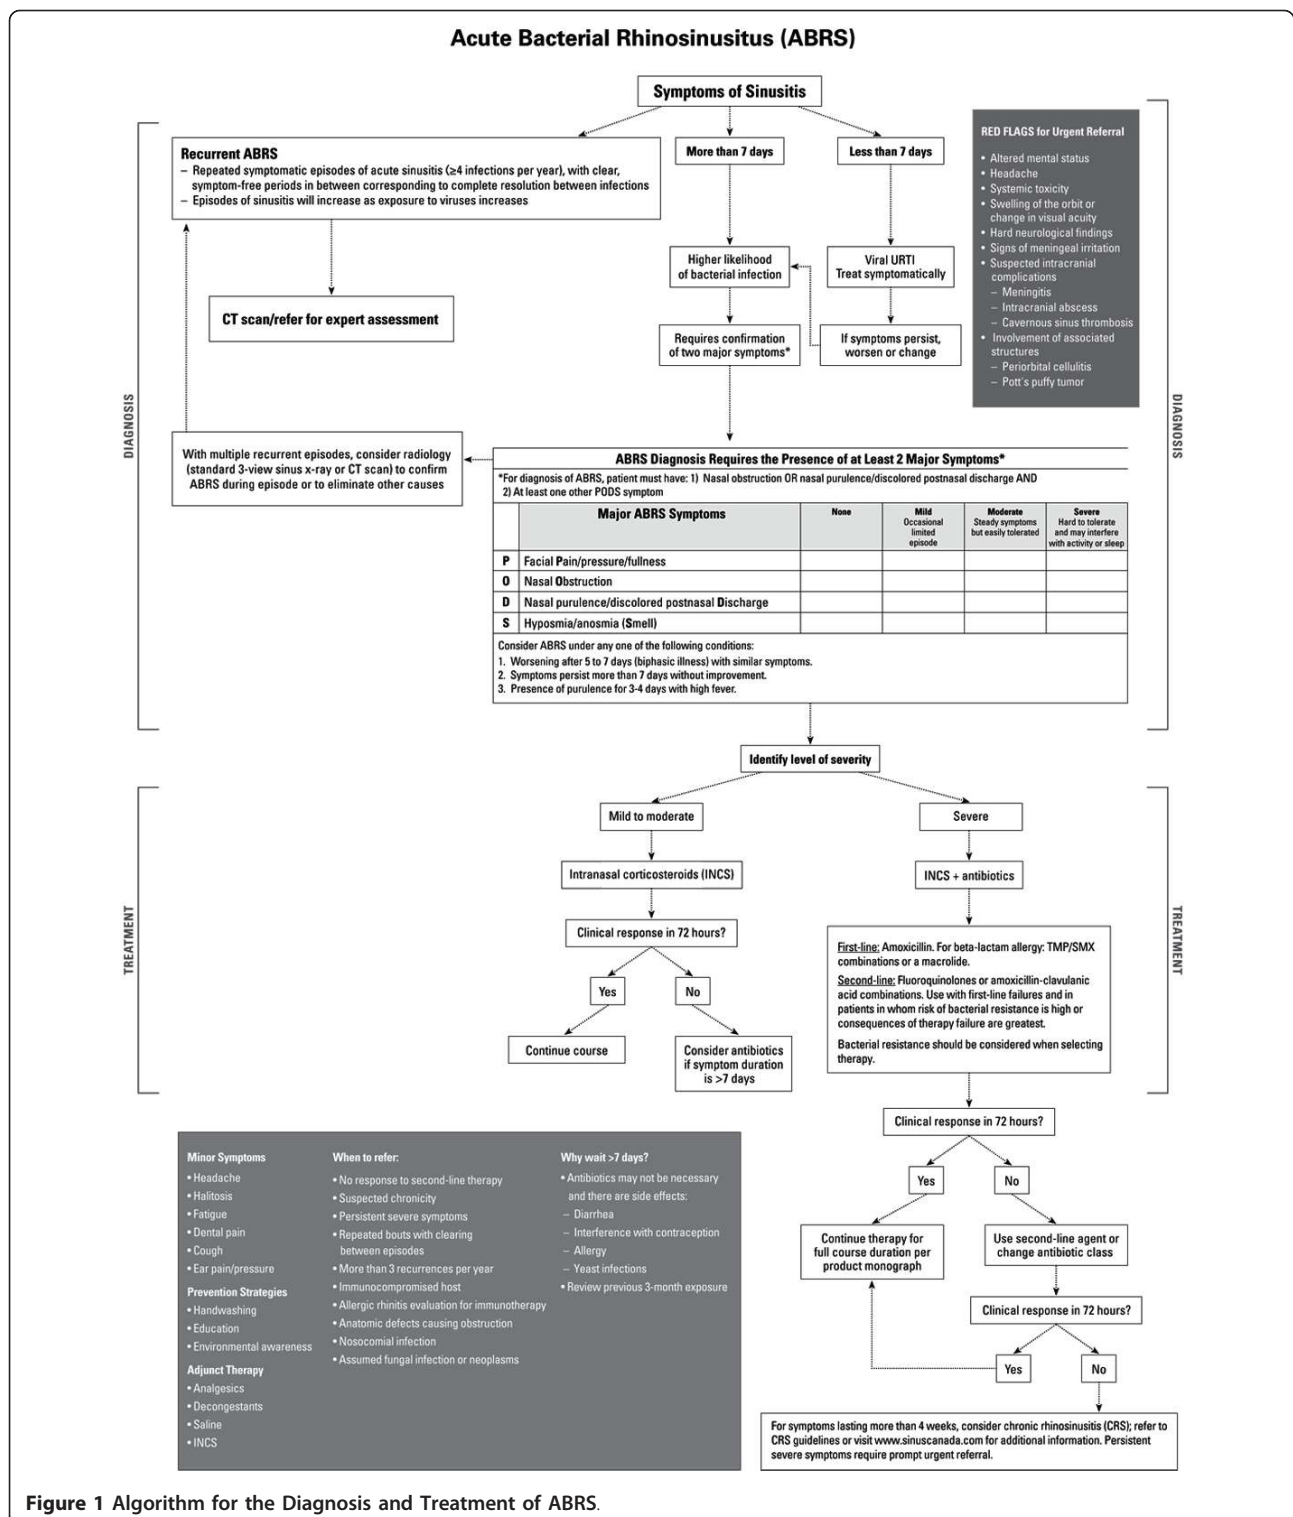 Acute Bacterial Rhinosinusitus (ABRS)
Symptoms of Sinusitis
Recurrent ABRS
– Repeated symptomatic episodes of acute sinusitis (≥4 infections per year), with clear,
symptom-free periods in between corresponding to complete resolution between infections
– Episodes of sinusitis will increase as exposure to viruses increases
More than 7 days
Less than 7 days
RED FLAGS for Urgent Referral
• Altered mental status
• Headache
• Systemic toxicity
• Swelling of the orbit or
change in visual acuity
• Hard neurological findings
• Signs of meningeal irritation
• Suspected intracranial
complications
– Meningitis
– Intracranial abscess
– Cavernous sinus thrombosis
• Involvement of associated
structures
– Periorbital cellulitis
– Pott's puffy tumor
Higher likelihood
of bacterial infection
Viral URTI
Treat symptomatically
CT scan/refer for expert assessment
Requires confirmation
of two major symptoms*
If symptoms persist,
worsen or change
DIAGNOSIS
DIAGNOSIS
With multiple recurrent episodes, consider radiology
(standard 3-view sinus x-ray or CT scan) to confirm
ABRS during episode or to eliminate other causes
ABRS Diagnosis Requires the Presence of at Least 2 Major Symptoms*
*For diagnosis of ABRS, patient must have: 1) Nasal obstruction OR nasal purulence/discolored postnasal discharge AND
2) At least one other PODS symptom
Major ABRS Symptoms
None
Mild
Occasional
limited
episode
Moderate
Steady symptoms
but easily tolerated
Severe
Hard to tolerate
and may interfere
with activity or sleep
P Facial Pain/pressure/fullness
O Nasal Obstruction
D Nasal purulence/discolored postnasal Discharge
S Hyposmia/anosmia (Smell)
Consider ABRS under any one of the following conditions:
1. Worsening after 5 to 7 days (biphasic illness) with similar symptoms.
2. Symptoms persist more than 7 days without improvement.
3. Presence of purulence for 3-4 days with high fever.
Identify level of severity
Mild to moderate
Severe
Intranasal corticosteroids (INCS)
INCS + antibiotics
TREATMENT
TREATMENT
Clinical response in 72 hours?
First-line: Amoxicillin. For beta-lactam allergy: TMP/SMX
combinations or a macrolide.
Second-line: Fluoroquinolones or amoxicillin-clavulanic
acid combinations. Use with first-line failures and in
patients in whom risk of bacterial resistance is high or
consequences of therapy failure are greatest.
Bacterial resistance should be considered when selecting
therapy.
Yes
No
Continue course
Consider antibiotics
if symptom duration
is >7 days
Clinical response in 72 hours?
Yes
No
Continue therapy for
full course duration per
product monograph
Use second-line agent or
change antibiotic class
Clinical response in 72 hours?
Yes
No
For symptoms lasting more than 4 weeks, consider chronic rhinosinusitis (CRS); refer to
CRS guidelines or visit www.sinuscanada.com for additional information. Persistent
severe symptoms require prompt urgent referral.
Minor Symptoms
• Headache
• Halitosis
• Fatigue
• Dental pain
• Cough
• Ear pain/pressure
Prevention Strategies
• Handwashing
• Education
• Environmental awareness
Adjunct Therapy
• Analgesics
• Decongestants
• Saline
• INCS
When to refer:
• No response to second-line therapy
• Suspected chronicity
• Persistent severe symptoms
• Repeated bouts with clearing
between episodes
• More than 3 recurrences per year
• Immunocompromised host
• Allergic rhinitis evaluation for immunotherapy
• Anatomic defects causing obstruction
• Nosocomial infection
• Assumed fungal infection or neoplasms
Why wait >7 days?
• Antibiotics may not be necessary
and there are side effects:
– Diarrhea
– Interference with contraception
– Allergy
– Yeast infections
• Review previous 3-month exposure
Figure 1 Algorithm for the Diagnosis and Treatment of ABRS.